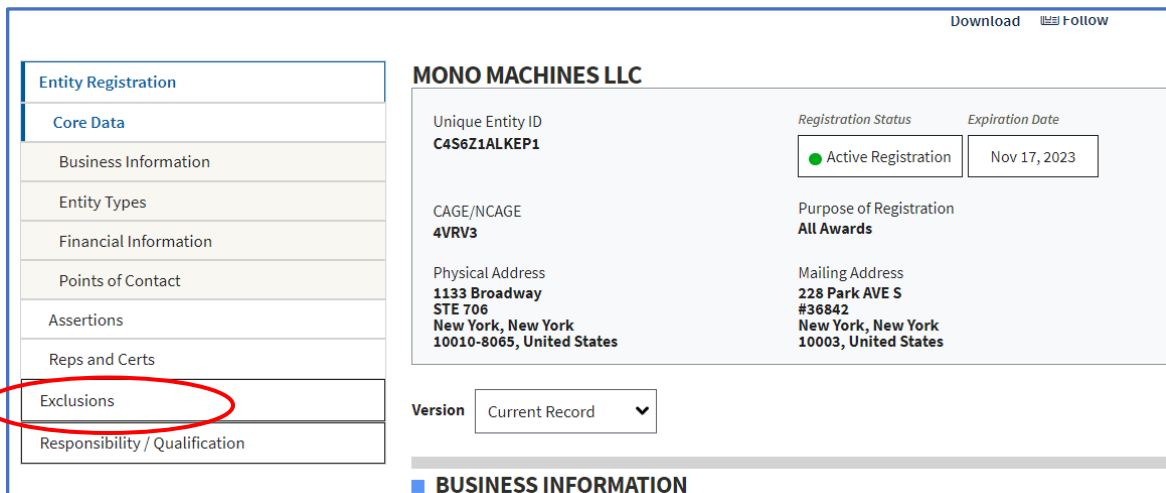 Download Follow
Entity Registration
Core Data
Business Information
Entity Types
Financial Information
Points of Contact
Assertions
Reps and Certs
Exclusions
Responsibility / Qualification
MONO MACHINES LLC
Unique Entity ID
C4S6Z1ALKEP1
Registration Status
Active Registration
Expiration Date
Nov 17, 2023
CAGE/NCAGE
4VRV3
Purpose of Registration
All Awards
Physical Address
1133 Broadway
STE 706
New York, New York
10010-8065, United States
Mailing Address
228 Park AVE S
#36842
New York, New York
10003, United States
Version Current Record
BUSINESS INFORMATION